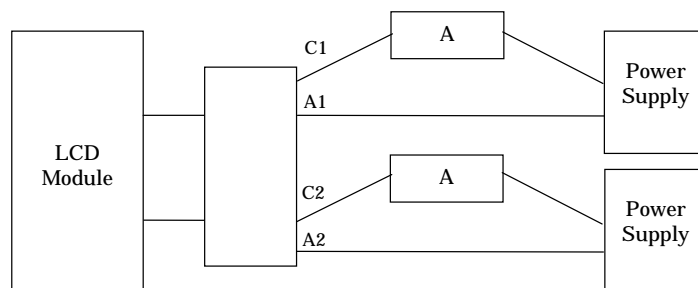 C1
A
Power
Supply
A1
LCD
Module
C2
A
Power
Supply
A2